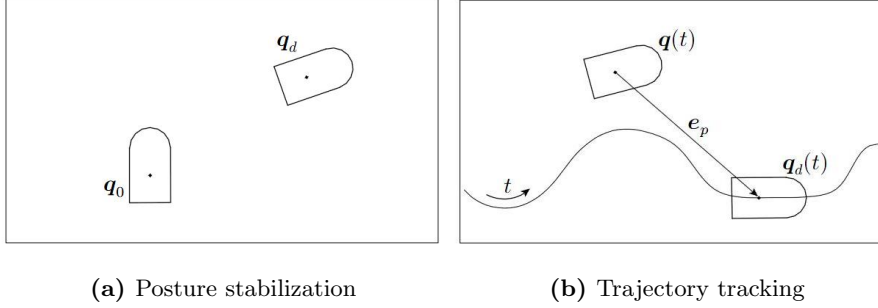 q_d
q_0
(a) Posture stabilization
q(t)
e_p
t
q_d(t)
(b) Trajectory tracking